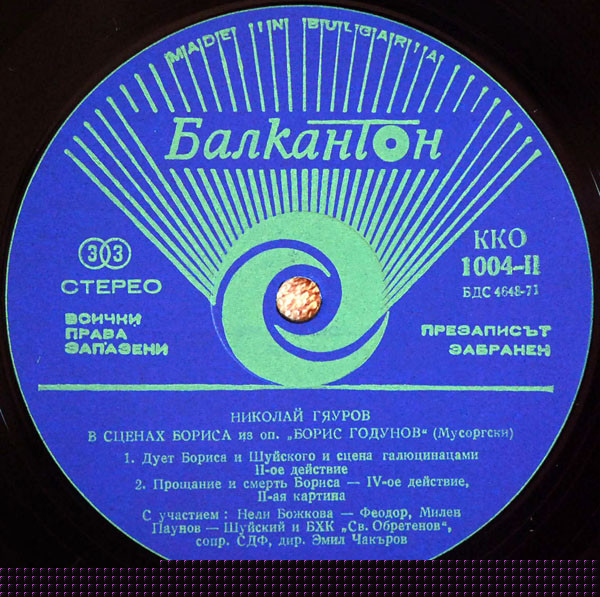 MADE IN BULGARIA
Балкантон
33
СТЕРЕО
ВСИЧКИ
ПРАВА
ЗАПАЗЕНИ
ККО
1004-II
БДС 4648-71
ПРЕЗАПИСЪТ
ЗАБРАНЕН
НИКОЛАЙ ГЯУРОВ
В СЦЕНАХ БОРИСА из оп. „БОРИС ГОДУНОВ“ (Мусоргски)
1. Дует Бориса и Шуйского и сцена галюцинацами
II-ое действие
2. Прощание и смерть Бориса — IV-ое действие,
II-ая картина
С участием: Нели Божкова — Феодор, Милен
Паунов — Шуйский и БХК „Св. Обретенов“,
сопр. СДФ, дир. Эмил Чакъров